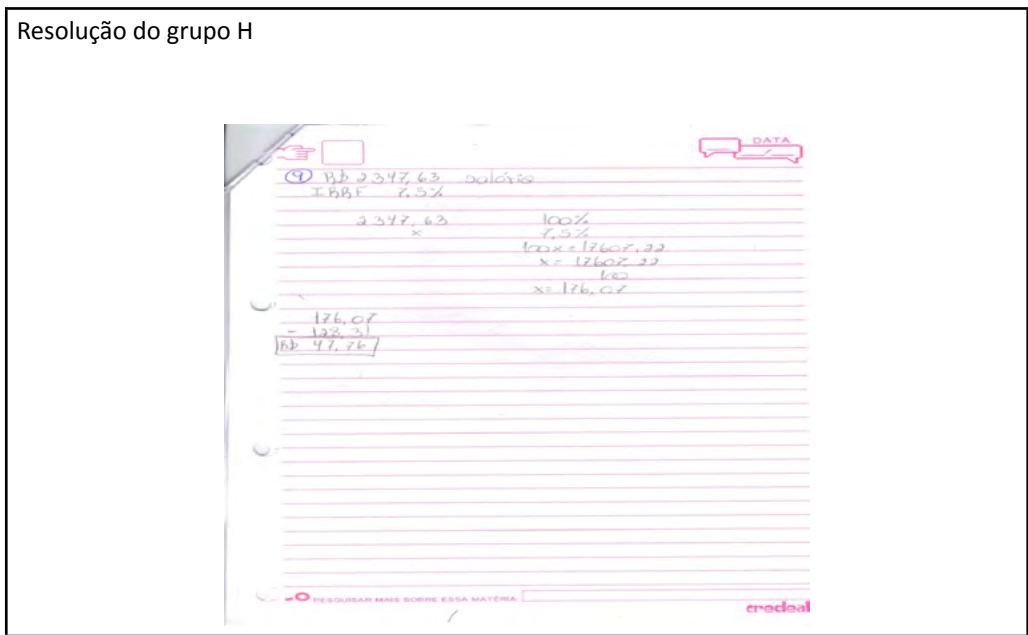 Resolução do grupo H
DATA
9 R$ 2347,63 salário
IRRF 7,5%
2347,63 100%
x 7,5%
100x = 17607,22
x = 17607,22
100
x = 176,07
176,07
- 128,31
R$ 47,76
PESQUISAR MAIS SOBRE ESSA MATÉRIA
credeal